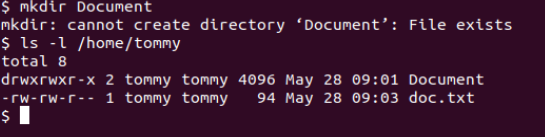 $ mkdir Document
mkdir: cannot create directory ‘Document’: File exists
$ ls -l /home/tommy
total 8
drwxrwxr-x 2 tommy tommy 4096 May 28 09:01 Document
-rw-rw-r-- 1 tommy tommy   94 May 28 09:03 doc.txt
$